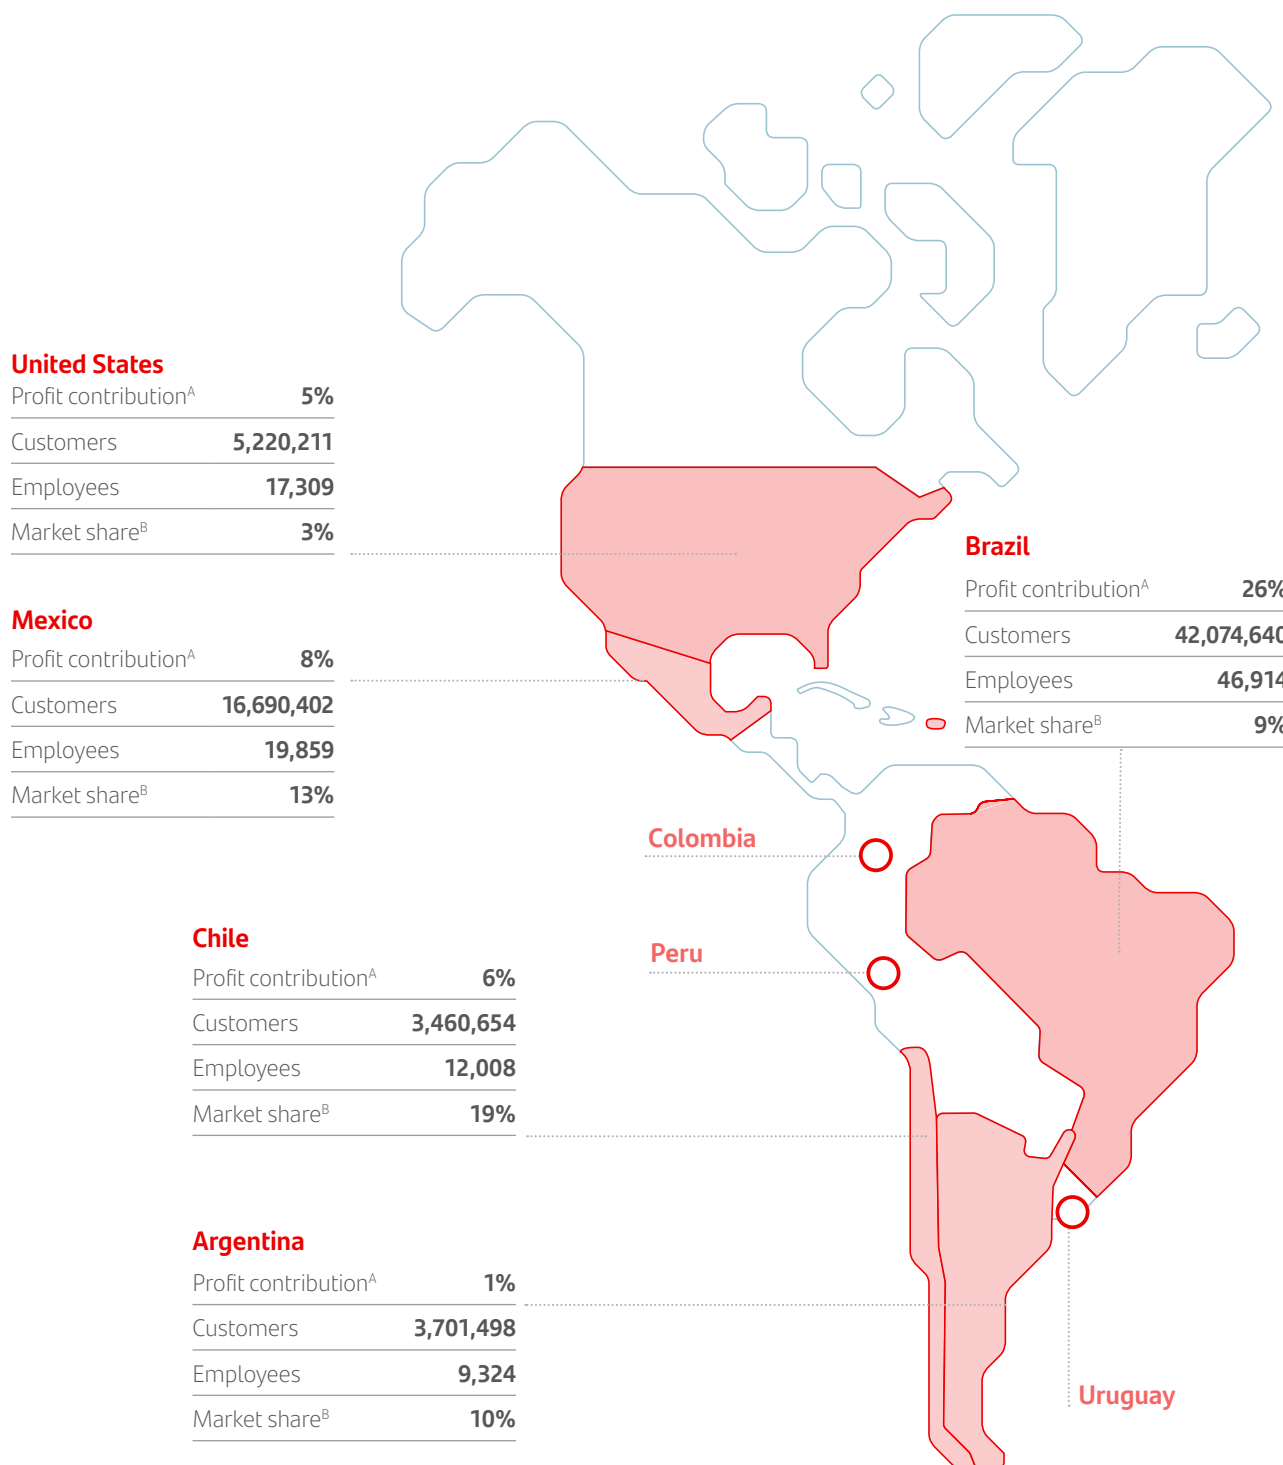 United States
Profit contributionA 5%
Customers 5,220,211
Employees 17,309
Market shareB 3%
Mexico
Profit contributionA 8%
Customers 16,690,402
Employees 19,859
Market shareB 13%
Brazil
Profit contributionA 26%
Customers 42,074,640
Employees 46,914
Market shareB 9%
Colombia
Peru
Chile
Profit contributionA 6%
Customers 3,460,654
Employees 12,008
Market shareB 19%
Argentina
Profit contributionA 1%
Customers 3,701,498
Employees 9,324
Market shareB 10%
Uruguay